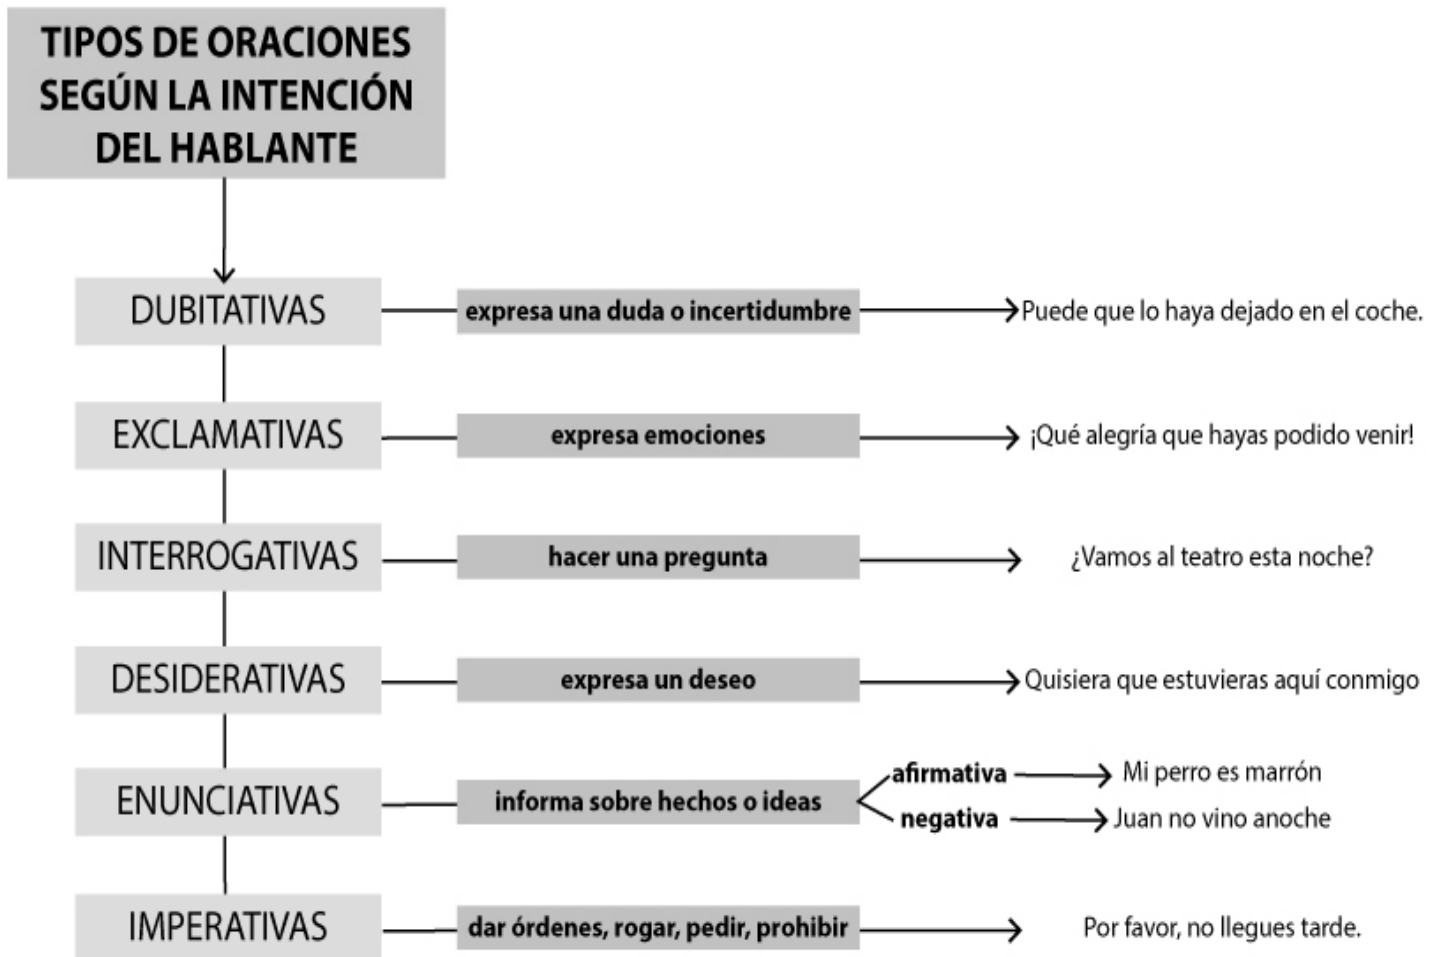 TIPOS DE ORACIONES
SEGÚN LA INTENCIÓN
DEL HABLANTE
DUBITATIVAS
expresa una duda o incertidumbre
Puede que lo haya dejado en el coche.
EXCLAMATIVAS
expresa emociones
¡Qué alegría que hayas podido venir!
INTERROGATIVAS
hacer una pregunta
¿Vamos al teatro esta noche?
DESIDERATIVAS
expresa un deseo
Quisiera que estuvieras aquí conmigo
ENUNCIATIVAS
informa sobre hechos o ideas
afirmativa
Mi perro es marrón
negativa
Juan no vino anoche
IMPERATIVAS
dar órdenes, rogar, pedir, prohibir
Por favor, no llegues tarde.